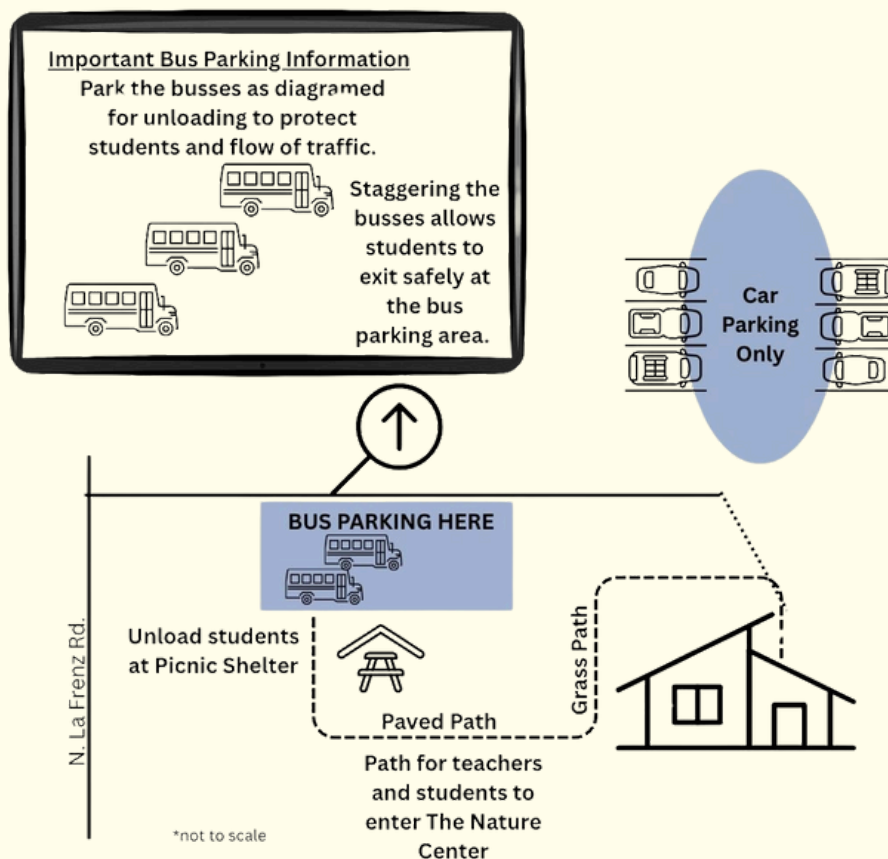 Important Bus Parking Information
Park the busses as diagramed
for unloading to protect
students and flow of traffic.
Staggering the
busses allows
students to
exit safely at
the bus
parking area.
Car
Parking
Only
BUS PARKING HERE
N. La Frenz Rd.
Unload students
at Picnic Shelter
Grass Path
Paved Path
Path for teachers
and students to
enter The Nature
Center
*not to scale